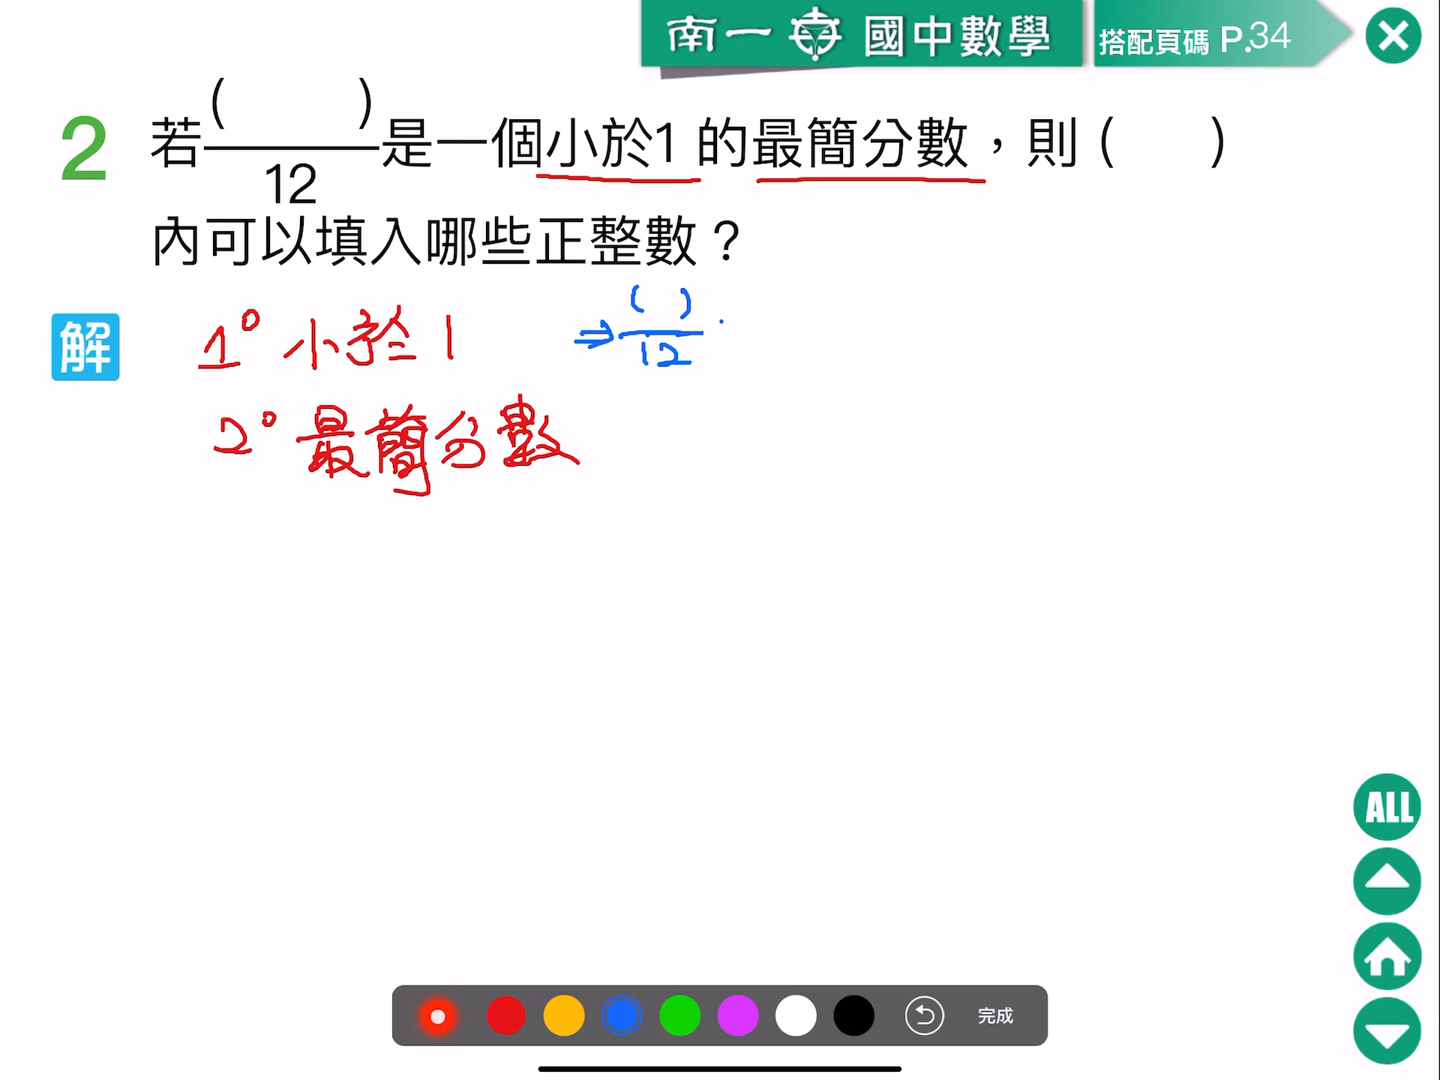 南一 國中數學 搭配頁碼 P.34
2 若( )/12是一個小於1 的最簡分數，則 ( )
內可以填入哪些正整數？
解 1° 小於 1 ⇒( )/12
2° 最簡分數
ALL
完成